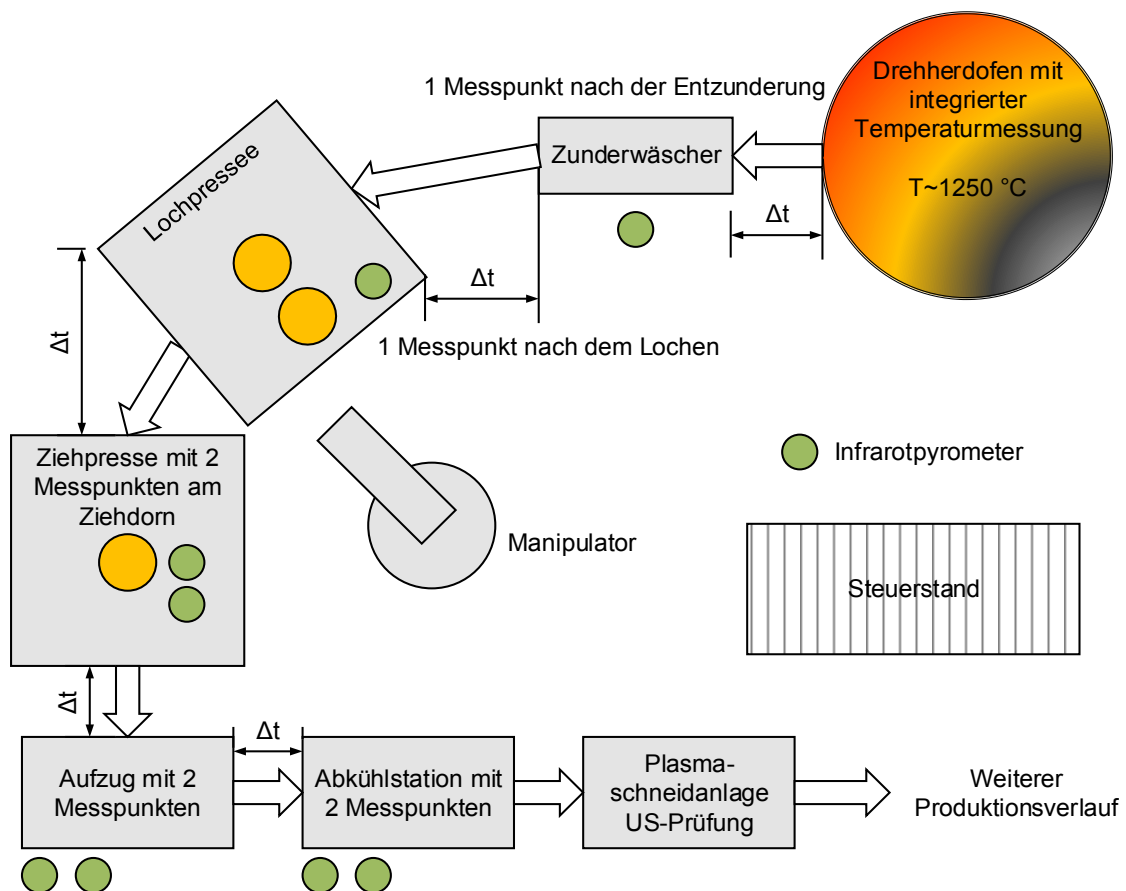 Drehherdofen mit
integrierter
Temperaturmessung
T~1250 °C
1 Messpunkt nach der Entzunderung
Zunderwäscher
Δt
Lochpressee
Δt
1 Messpunkt nach dem Lochen
Δt
Ziehpresse mit 2
Messpunkten am
Ziehdorn
Manipulator
Infrarotpyrometer
Steuerstand
Δt
Δt
Aufzug mit 2
Messpunkten
Abkühlstation mit
2 Messpunkten
Plasma-
schneidanlage
US-Prüfung
Weiterer
Produktionsverlauf